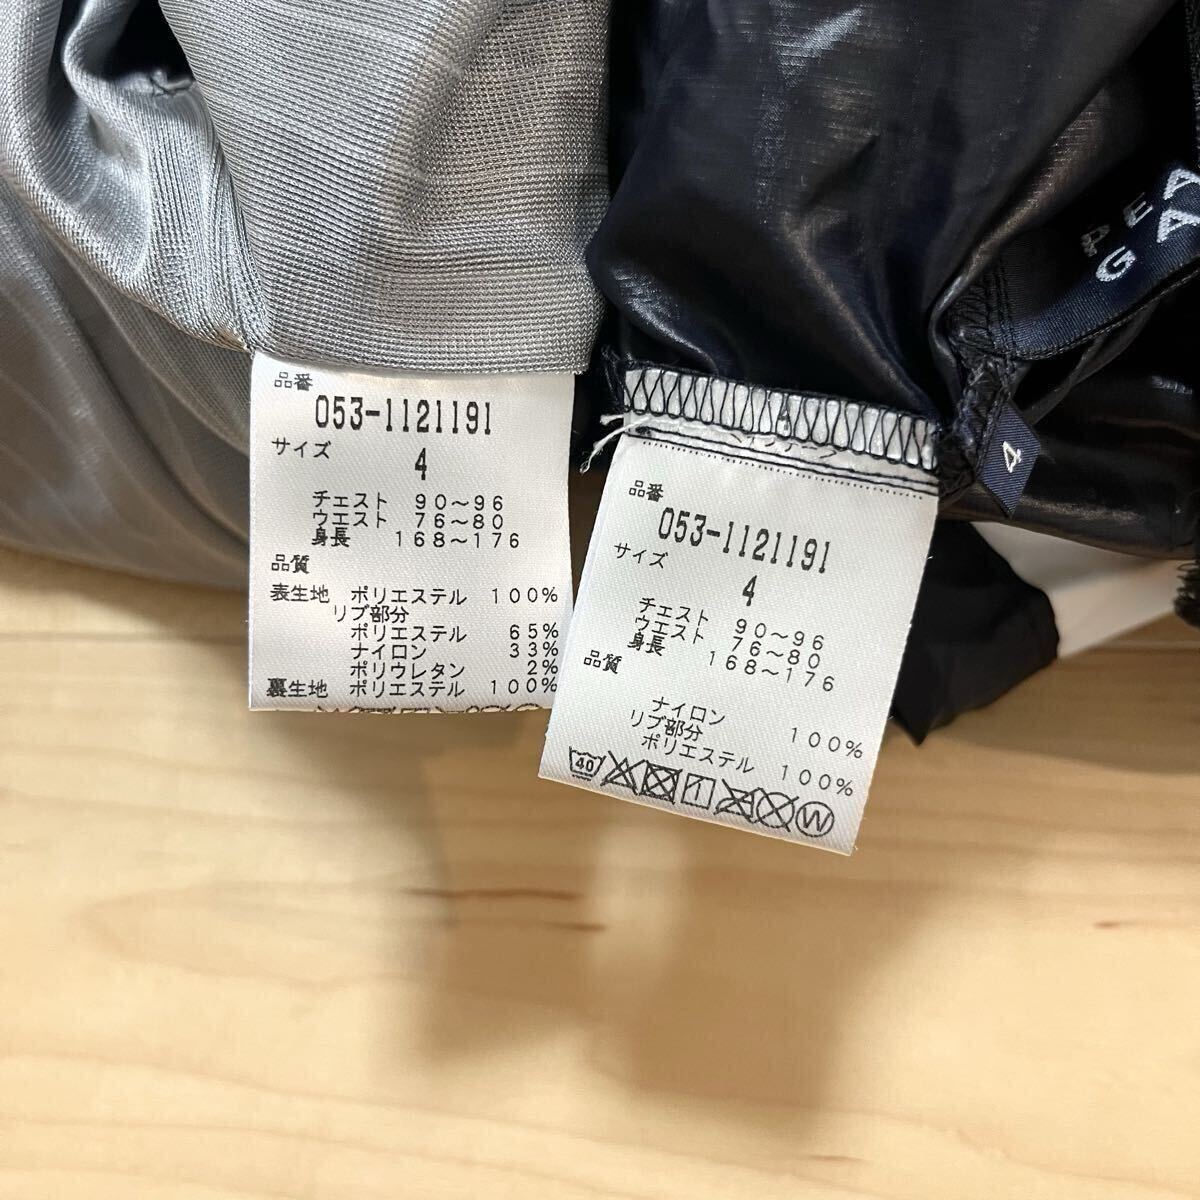 品番
053-1121191
サイズ
4
チェスト 90〜96
ウエスト 76〜80
身長 168〜176
品質
表生地 ポリエステル 100%
リブ部分
ポリエステル 65%
ナイロン 33%
ポリウレタン 2%
裏生地 ポリエステル 100%
品番
053-1121191
サイズ
4
チェスト 90〜96
ウエスト 76〜80
身長 168〜176
品質
ナイロン 100%
リブ部分
ポリエステル 100%
40
1
W
4
PEA
GA